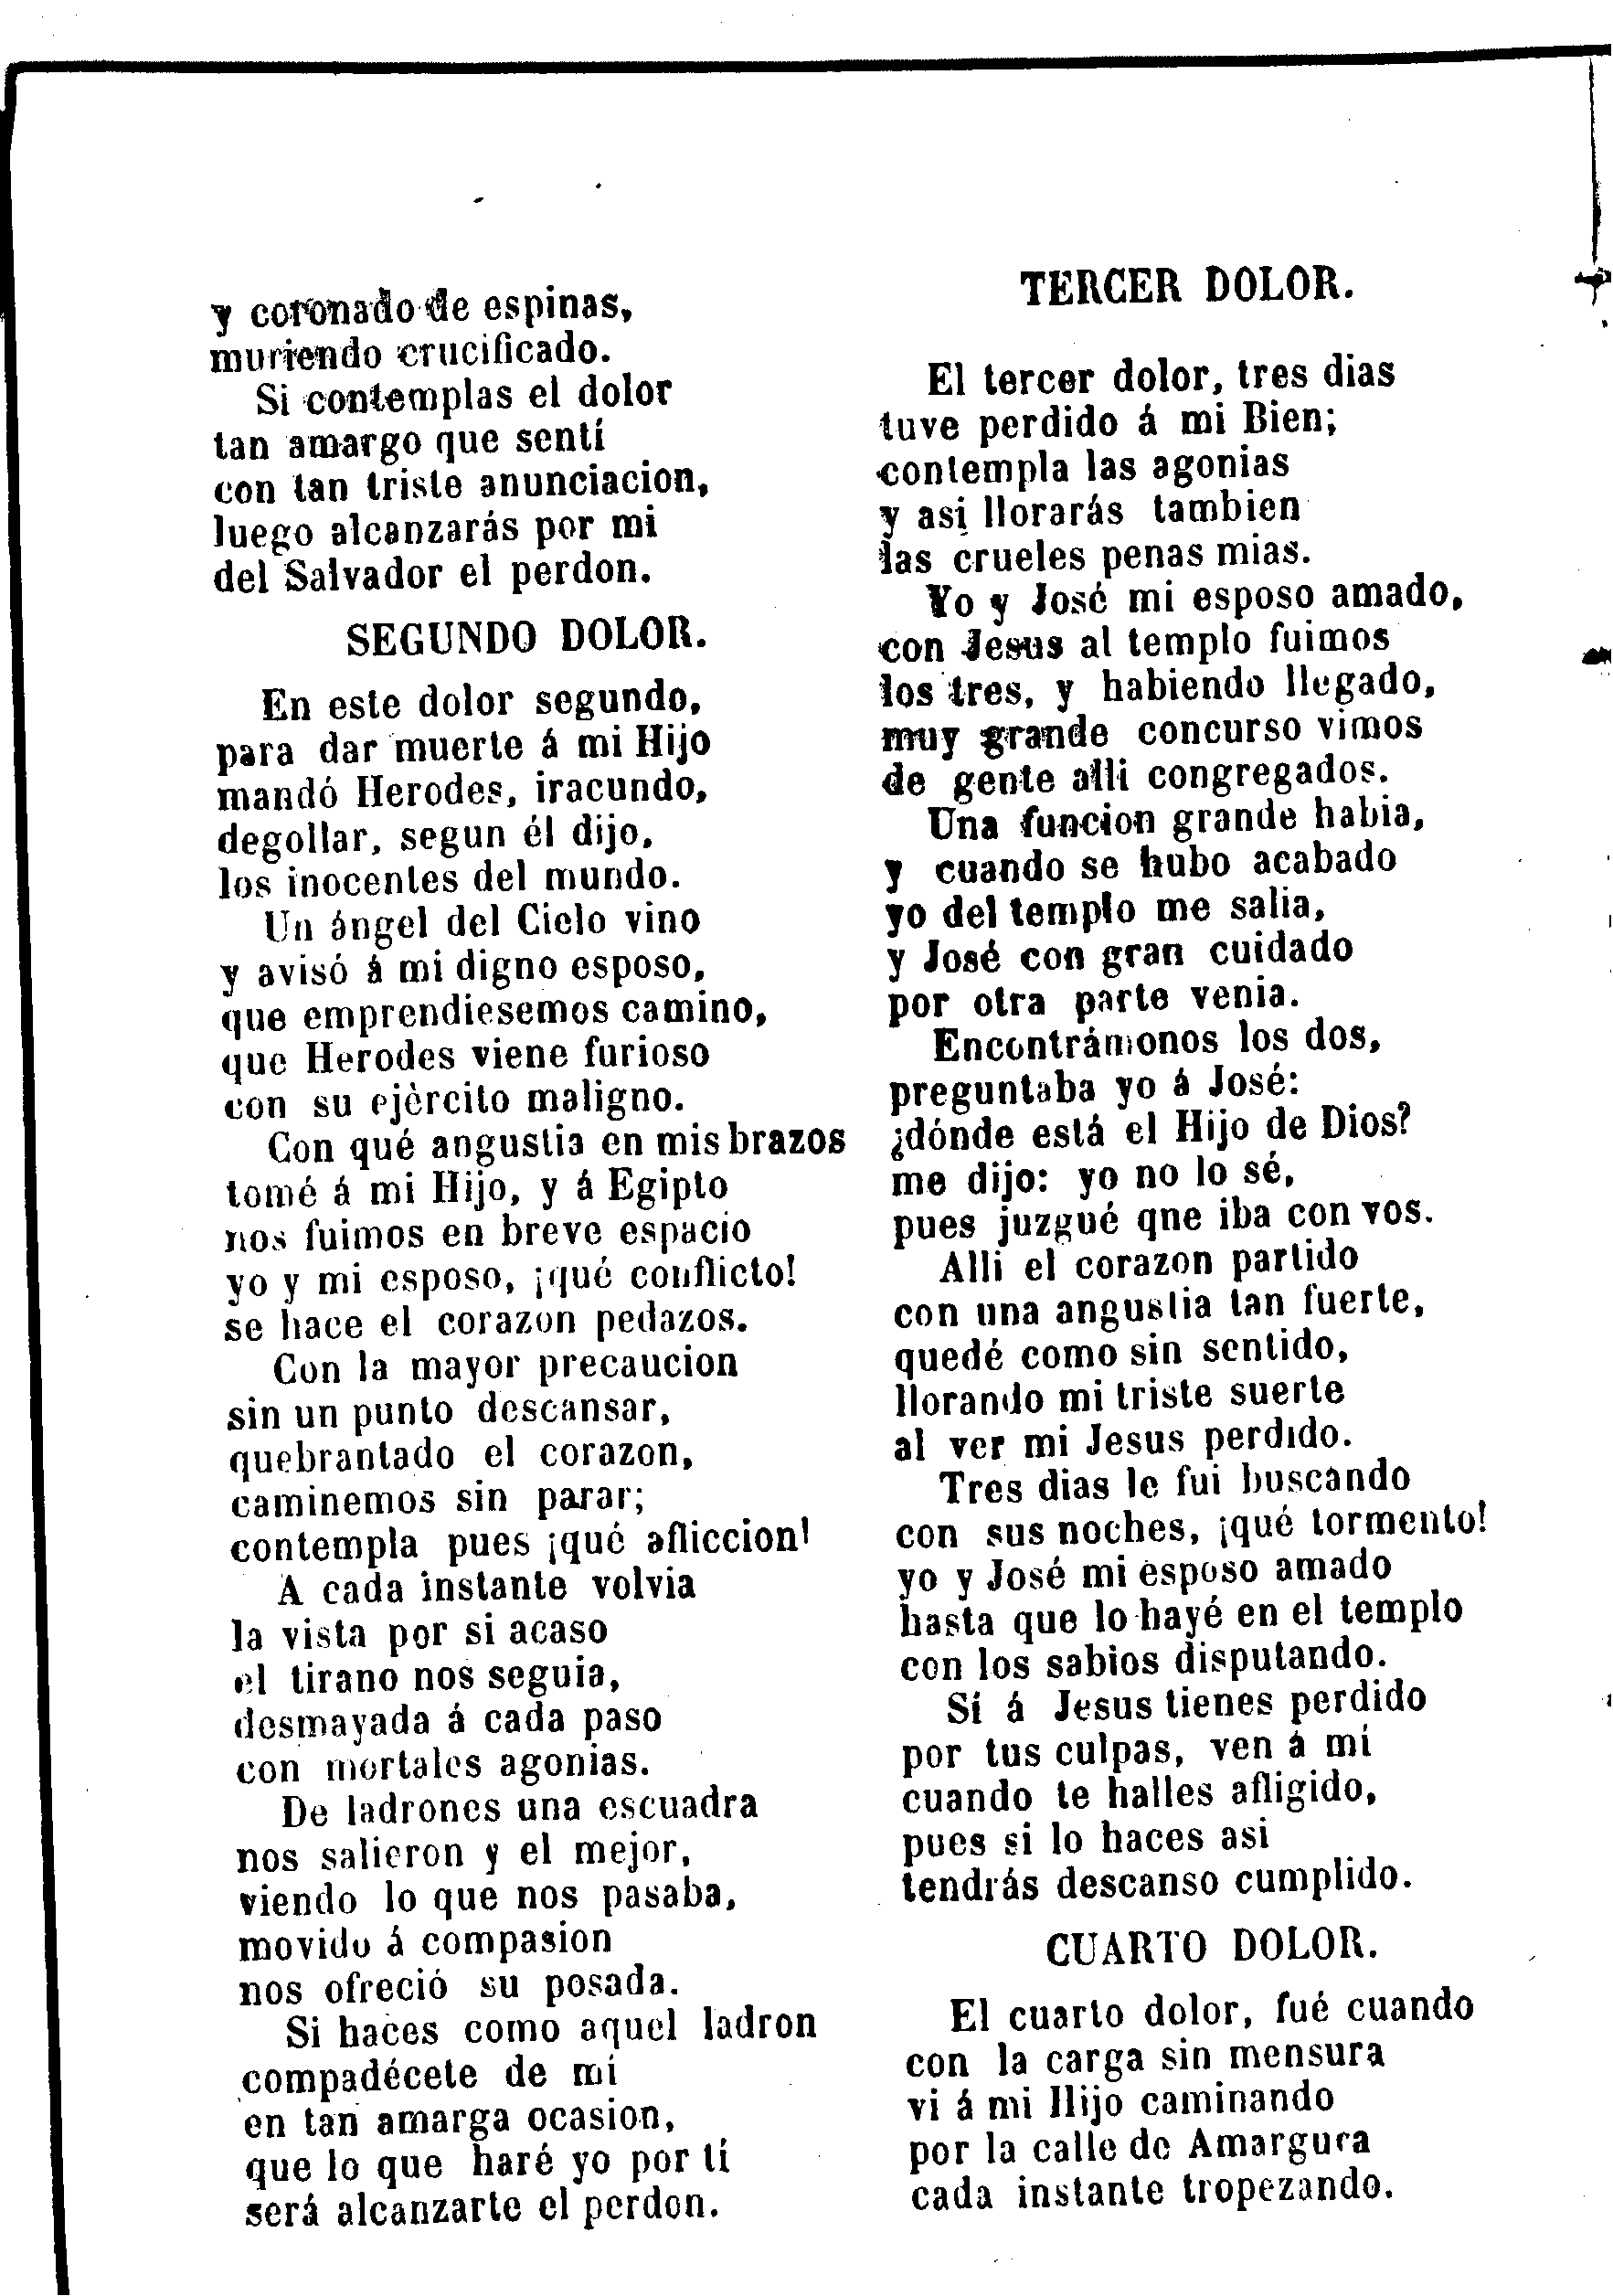 y coronado de espinas,
muriendo crucificado.
Si contemplas el dolor
tan amargo que sentí
con tan triste anunciacion,
luego alcanzarás por mi
del Salvador el perdon.
SEGUNDO DOLOR.
En este dolor segundo,
para dar muerte á mi Hijo
mandó Herodes, iracundo,
degollar, segun él dijo,
los inocentes del mundo.
Un ángel del Cielo vino
y avisó á mi digno esposo,
que emprendiesemos camino,
que Herodes viene furioso
con su ejèrcito maligno.
Con qué angustia en mis brazos
tomé á mi Hijo, y á Egipto
nos fuimos en breve espacio
yo y mi esposo, ¡qué conflicto!
se hace el corazon pedazos.
Con la mayor precaucion
sin un punto descansar,
quebrantado el corazon,
caminemos sin parar;
contempla pues ¡qué afliccion!
A cada instante volvia
la vista por si acaso
el tirano nos seguia,
desmayada á cada paso
con mortales agonias.
De ladrones una escuadra
nos salieron y el mejor,
viendo lo que nos pasaba,
movido á compasion
nos ofreció su posada.
Si haces como aquel ladron
compadécete de mí
en tan amarga ocasion,
que lo que haré yo por tí
será alcanzarte el perdon.
TERCER DOLOR.
El tercer dolor, tres dias
tuve perdido á mi Bien;
contempla las agonias
y asi llorarás tambien
las crueles penas mias.
Yo y José mi esposo amado,
con Jesus al templo fuimos
los tres, y habiendo llegado,
muy grande concurso vimos
de gente alli congregados.
Una funcion grande habia,
y cuando se hubo acabado
yo del templo me salia,
y José con gran cuidado
por otra parte venia.
Encontrámonos los dos,
preguntaba yo á José:
¿dónde está el Hijo de Dios?
me dijo: yo no lo sé,
pues juzgué qne iba con vos.
Alli el corazon partido
con una angustia tan fuerte,
quedé como sin sentido,
llorando mi triste suerte
al ver mi Jesus perdido.
Tres dias le fui buscando
con sus noches, ¡qué tormento!
yo y José mi esposo amado
hasta que lo hayé en el templo
con los sabios disputando.
Sí á Jesus tienes perdido
por tus culpas, ven á mí
cuando te halles afligido,
pues si lo haces asi
tendrás descanso cumplido.
CUARTO DOLOR.
El cuarto dolor, fué cuando
con la carga sin mensura
vi á mi Hijo caminando
por la calle de Amargura
cada instante tropezando.